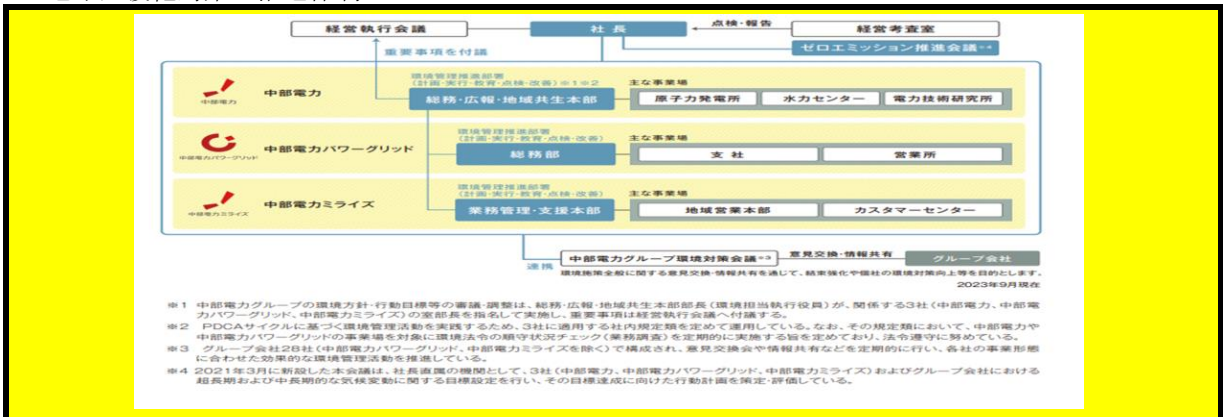 経営執行会議
社長
点検・報告
経営考査室
ゼロエミッション推進会議※4
重要事項を付議
中部電力
中部電力
環境管理推進部署
(計画・実行・教育・点検・改善)※1※2
総務・広報・地域共生本部
主な事業場
原子力発電所
水力センター
電力技術研究所
中部電力パワーグリッド
中部電力パワーグリッド
環境管理推進部署
(計画・実行・教育・点検・改善)
総務部
主な事業場
支社
営業所
中部電力ミライズ
中部電力ミライズ
環境管理推進部署
(計画・実行・教育・点検・改善)
業務管理・支援本部
主な事業場
地域営業本部
カスタマーセンター
連携
中部電力グループ環境対策会議※3
意見交換・情報共有
グループ会社
環境施策全般に関する意見交換・情報共有を通じて、結束強化や個社の環境対策向上等を目的とします。
2023年9月現在
※1 中部電力グループの環境方針・行動目標等の審議・調整は、総務・広報・地域共生本部部長(環境担当執行役員)が、関係する3社(中部電力、中部電
力パワーグリッド、中部電力ミライズ)の室部長を指名して実施し、重要事項は経営執行会議へ付議する。
※2 PDCAサイクルに基づく環境管理活動を実践するため、3社に適用する社内規定類を定めて運用している。なお、その規定類において、中部電力や
中部電力パワーグリッドの事業場を対象に環境法令の順守状況チェック(業務調査)を定期的に実施する旨を定めており、法令遵守に努めている。
※3 グループ会社28社(中部電力パワーグリッド、中部電力ミライズを除く)で構成され、意見交換会や情報共有などを定期的に行い、各社の事業形態
に合わせた効果的な環境管理活動を推進している。
※4 2021年3月に新設した本会議は、社長直属の機関として、3社(中部電力、中部電力パワーグリッド、中部電力ミライズ)およびグループ会社における
超長期および中長期的な気候変動に関する目標設定を行い、その目標達成に向けた行動計画を策定・評価している。